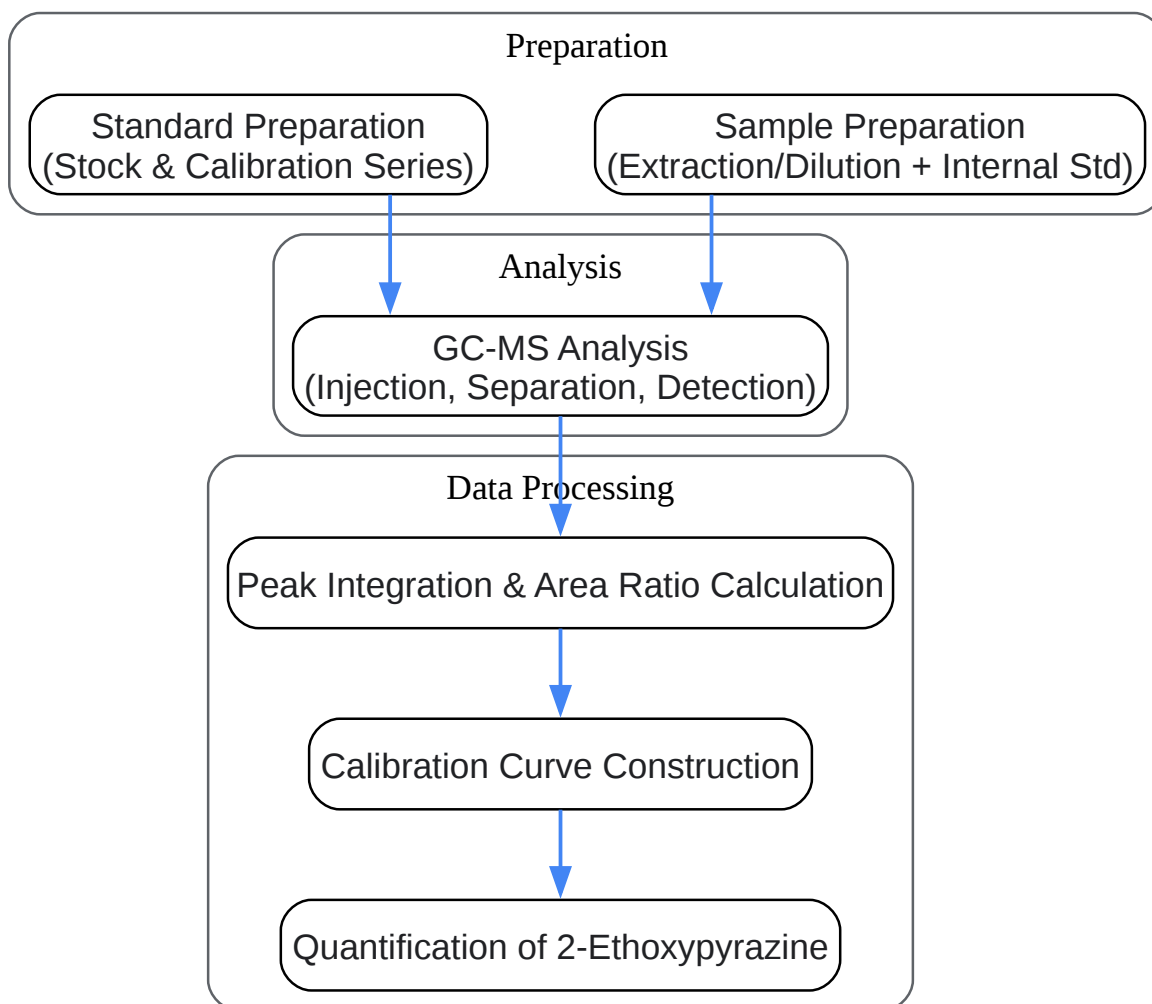 Preparation
Standard Preparation
(Stock & Calibration Series)
Sample Preparation
(Extraction/Dilution + Internal Std)
Analysis
GC-MS Analysis
(Injection, Separation, Detection)
Data Processing
Peak Integration & Area Ratio Calculation
Calibration Curve Construction
Quantification of 2-Ethoxypyrazine